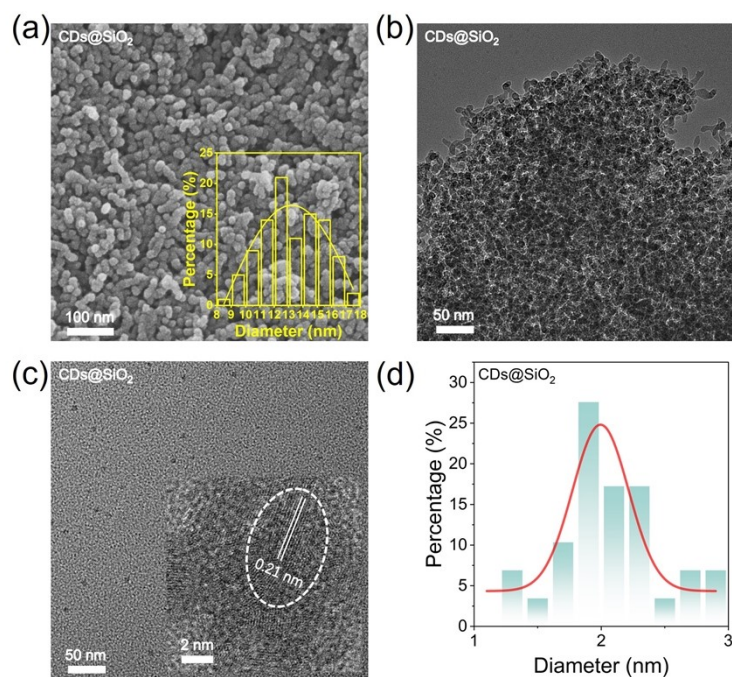 (a)
CDs@SiO₂
25
20
15
10
5
0
Percentage (%)
8 9 10 11 12 13 14 15 16 17 18
Diameter (nm)
100 nm
(b)
CDs@SiO₂
50 nm
(c)
CDs@SiO₂
0.21 nm
2 nm
50 nm
(d)
CDs@SiO₂
30
25
20
15
10
5
0
Percentage (%)
1 2 3
Diameter (nm)